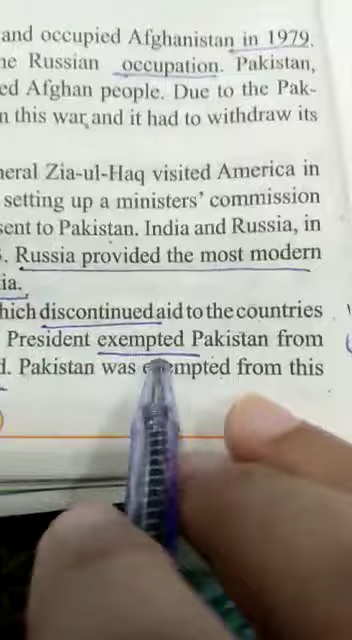 and occupied Afghanistan in 1979.
Russian occupation. Pakistan,
ed Afghan people. Due to the Pak-
n this war and it had to withdraw its
neral Zia-ul-Haq visited America in
setting up a ministers’ commission
sent to Pakistan. India and Russia, in
. Russia provided the most modern
ia.
hich discontinued aid to the countries
President exempted Pakistan from
d. Pakistan was from this